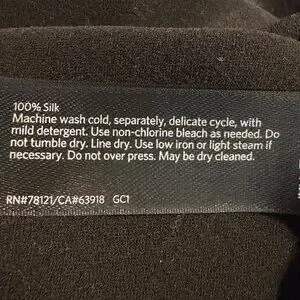 100% Silk
Machine wash cold, separately, delicate cycle, with
mild detergent. Use non-chlorine bleach as needed. Do
not tumble dry. Line dry. Use low iron or light steam if
necessary. Do not over press. May be dry cleaned.
RN#78121/CA#63918 GC1